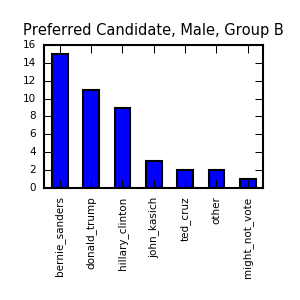 Preferred Candidate, Male, Group B
16
14
12
10
8
6
4
2
0
bernie_sanders
donald_trump
hillary_clinton
john_kasich
ted_cruz
other
might_not_vote